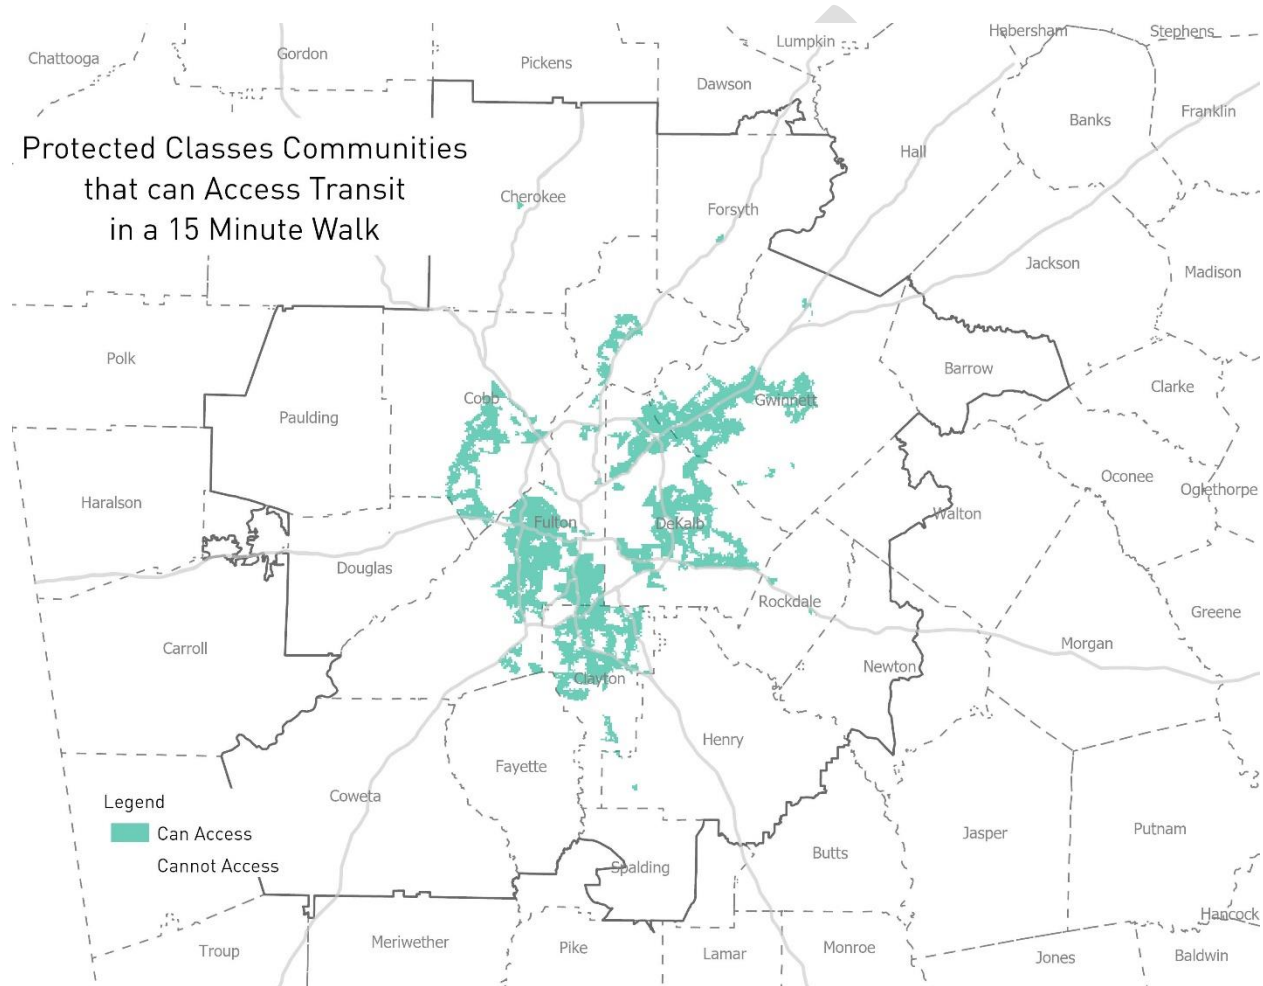 Habersham
Stephens
Lumpkin
Gordon
Chattooga
Pickens
Dawson
Franklin
Banks
Protected Classes Communities
that can Access Transit
in a 15 Minute Walk
Hall
Cherokee
Forsyth
Jackson
Madison
Polk
Barrow
Clarke
Cobb
Gwinnett
Paulding
Oconee
Oglethorpe
Haralson
Walton
Fulton
DeKalb
Douglas
Rockdale
Greene
Carroll
Morgan
Newton
Clayton
Henry
Fayette
Coweta
Legend
Can Access
Cannot Access
Jasper
Putnam
Butts
Spalding
Hancock
Troup
Meriwether
Pike
Lamar
Monroe
Jones
Baldwin